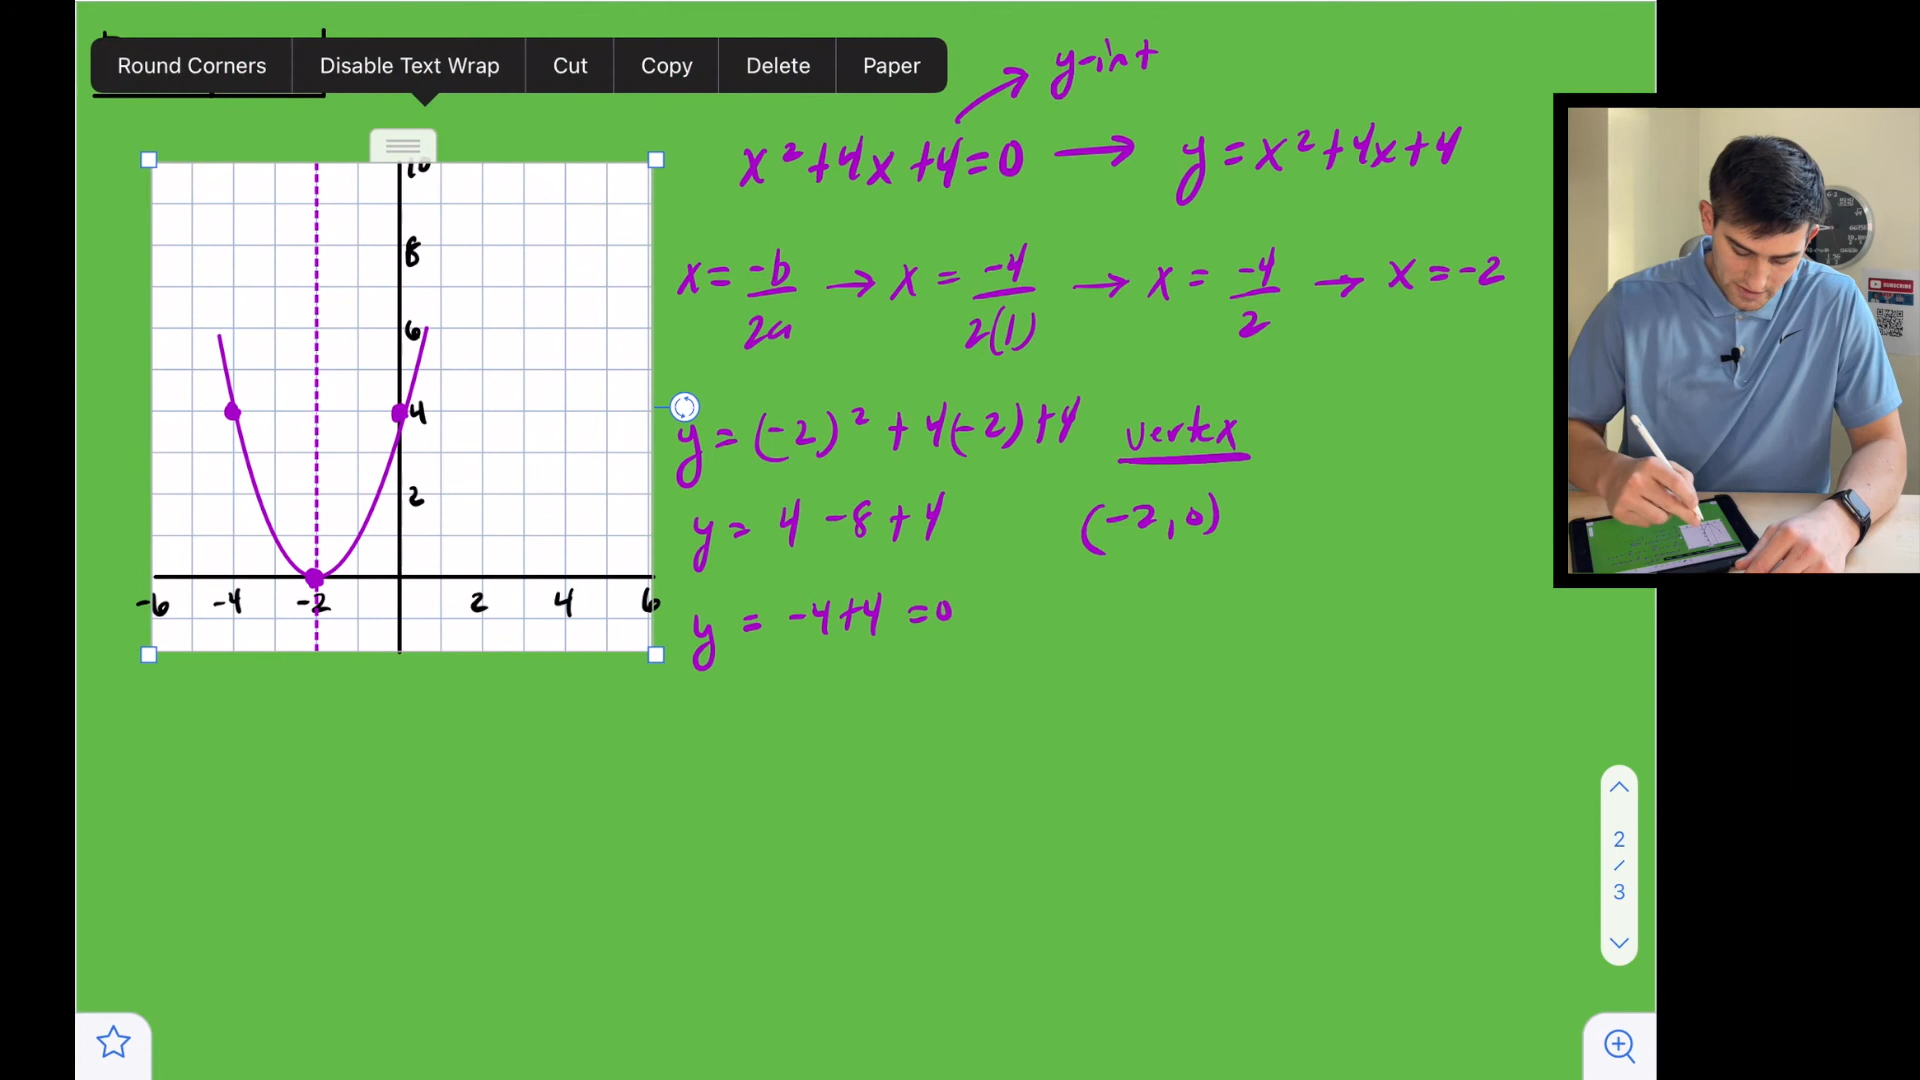 Round Corners Disable Text Wrap Cut Copy Delete Paper
y-int
x²+4x+4=0 → y=x²+4x+4
x = -b/2a → x = -4/2(1) → x = -4/2 → x = -2
y = (-2)² + 4(-2)+4 vertex
y = 4 -8+4 (-2,0)
y = -4+4 =0
10
8
6
4
2
-6 -4 -2 2 4 6
SUBSCRIBE
2
/
3